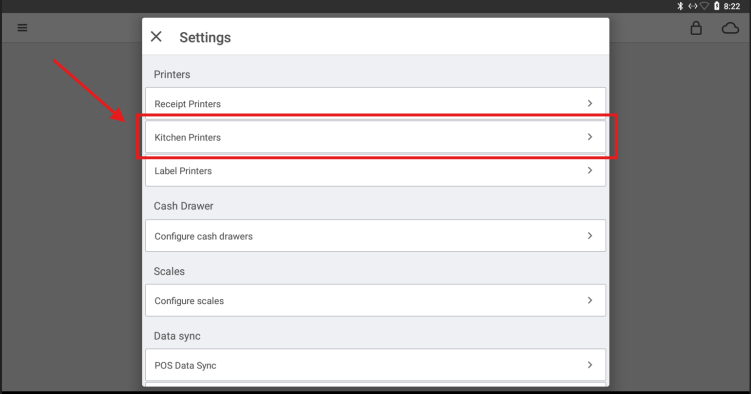 8:22
Settings
Printers
Receipt Printers
Kitchen Printers
Label Printers
Cash Drawer
Configure cash drawers
Scales
Configure scales
Data sync
POS Data Sync